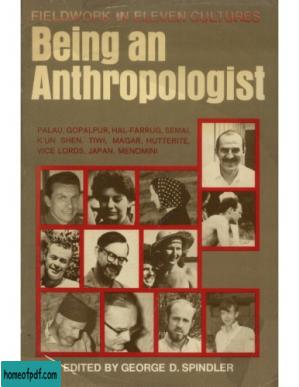 FIELDWORK IN ELEVEN CULTURES
Being an
Anthropologist
PALAU, GOPALPUR, HAL-FARRUG, SEMAI,
K'UN SHEN, TIWI, MAGAR, HUTTERITE,
VICE LORDS, JAPAN, MENOMINI
EDITED BY GEORGE D. SPINDLER
homeofpdf.com